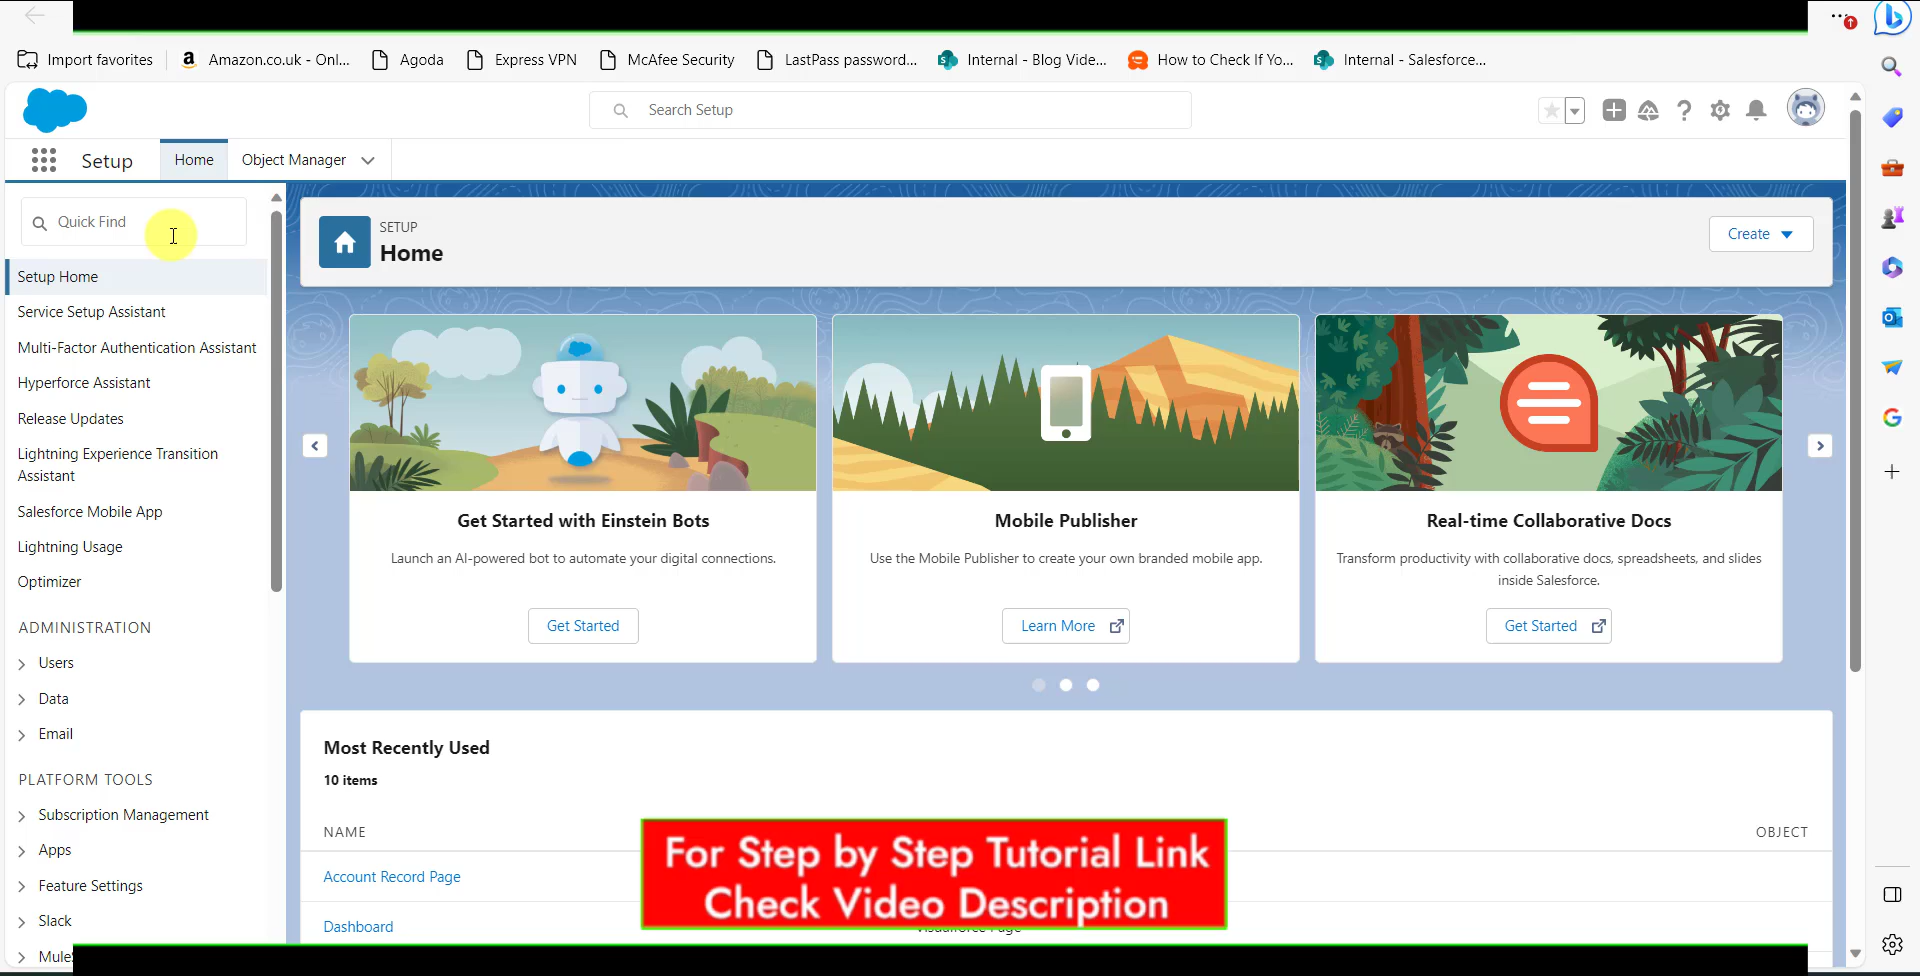 Import favorites
Amazon.co.uk - Onl...
Agoda
Express VPN
McAfee Security
LastPass password...
Internal - Blog Vide...
How to Check If Yo...
Internal - Salesforce...
Search Setup
Setup
Home
Object Manager
Quick Find
Setup Home
Service Setup Assistant
Multi-Factor Authentication Assistant
Hyperforce Assistant
Release Updates
Lightning Experience Transition
Assistant
Salesforce Mobile App
Lightning Usage
Optimizer
ADMINISTRATION
Users
Data
Email
PLATFORM TOOLS
Subscription Management
Apps
Feature Settings
Slack
SETUP
Home
Create
Get Started with Einstein Bots
Launch an AI-powered bot to automate your digital connections.
Get Started
Mobile Publisher
Use the Mobile Publisher to create your own branded mobile app.
Learn More
Real-time Collaborative Docs
Transform productivity with collaborative docs, spreadsheets, and slides
inside Salesforce.
Get Started
Most Recently Used
10 items
NAME
OBJECT
Account Record Page
Dashboard
For Step by Step Tutorial Link
Check Video Description